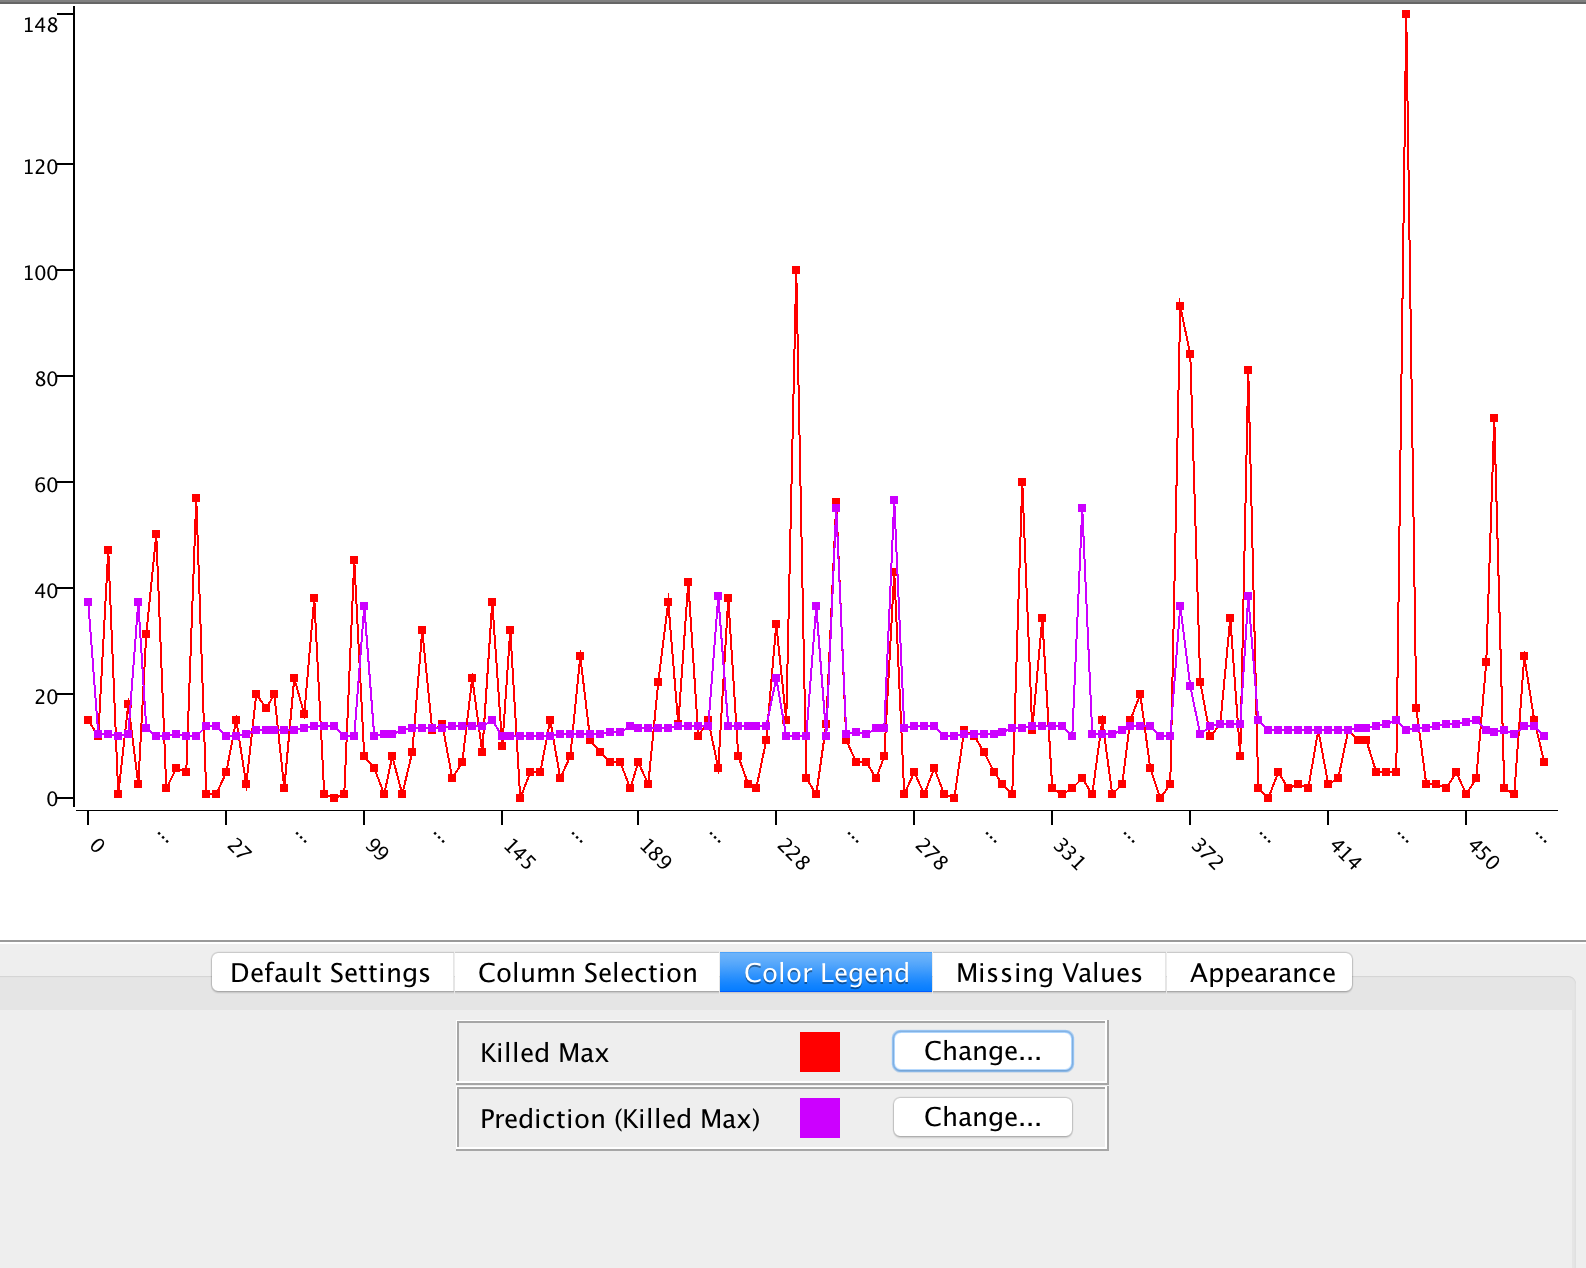 148
120
100
80
60
40
20
0
0 ... 27 ... 99 ... 145 ... 189 ... 228 ... 278 ... 331 ... 372 ... 414 ... 450 ...
Default Settings Column Selection Color Legend Missing Values Appearance
Killed Max Change...
Prediction (Killed Max) Change...